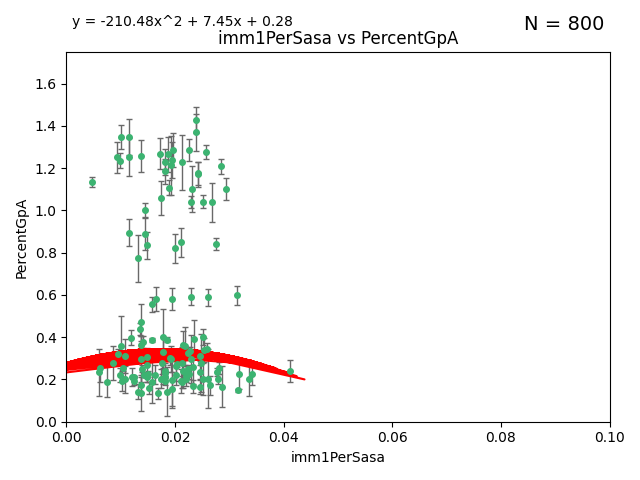 y = -210.48x^2 + 7.45x + 0.28
N = 800
imm1PerSasa vs PercentGpA
1.6
1.4
1.2
1.0
0.8
0.6
0.4
0.2
0.0
PercentGpA
0.00 0.02 0.04 0.06 0.08 0.10
imm1PerSasa